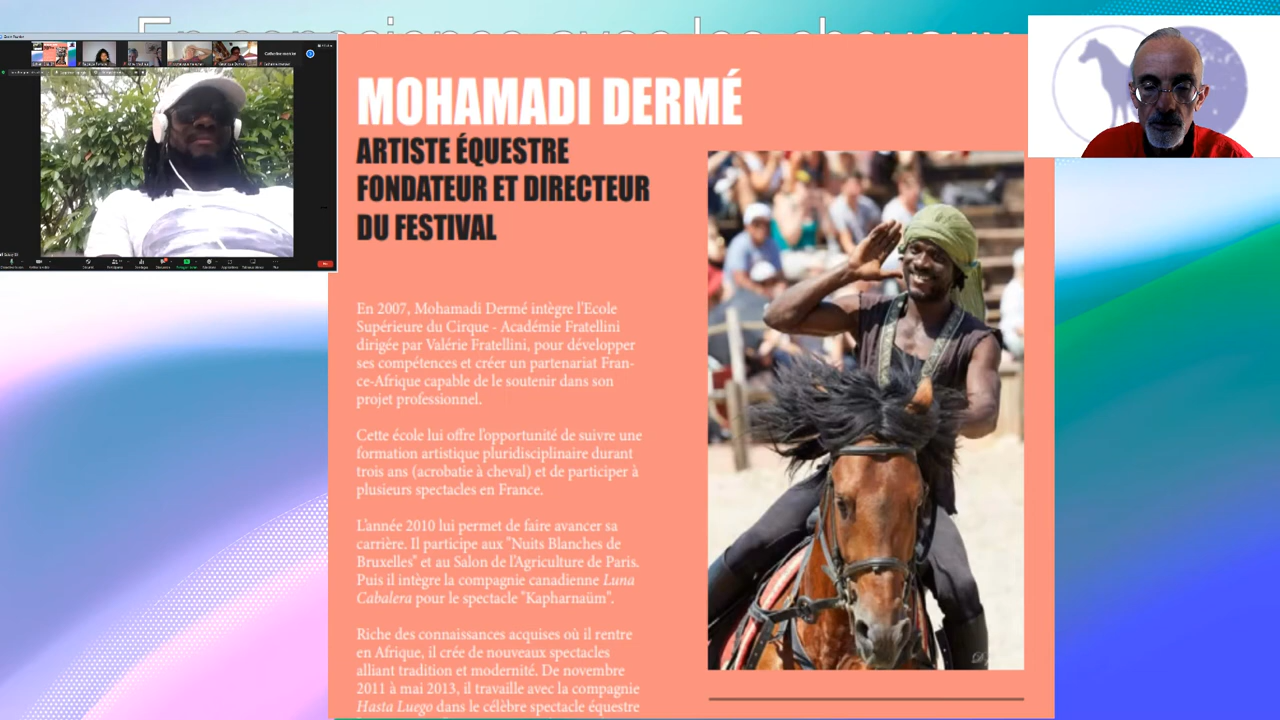 En conscience avec les chevaux
MOHAMADI DERMÉ
ARTISTE ÉQUESTRE
FONDATEUR ET DIRECTEUR
DU FESTIVAL
En 2007, Mohamadi Dermé intègre l'Ecole
Supérieure du Cirque - Académie Fratellini
dirigée par Valérie Fratellini, pour développer
ses compétences et créer un partenariat Fran-
ce-Afrique capable de le soutenir dans son
projet professionnel.
Cette école lui offre l'opportunité de suivre une
formation artistique pluridisciplinaire durant
trois ans (acrobatie à cheval) et de participer à
plusieurs spectacles en France.
L'année 2010 lui permet de faire avancer sa
carrière. Il participe aux "Nuits Blanches de
Bruxelles" et au Salon de l'Agriculture de Paris.
Puis il intègre la compagnie canadienne Luna
Cabalera pour le spectacle "Kapharnaüm".
Riche des connaissances acquises où il rentre
en Afrique, il crée de nouveaux spectacles
alliant tradition et modernité. De novembre
2011 à mai 2013, il travaille avec la compagnie
Hasta Luego dans le célèbre spectacle équestre